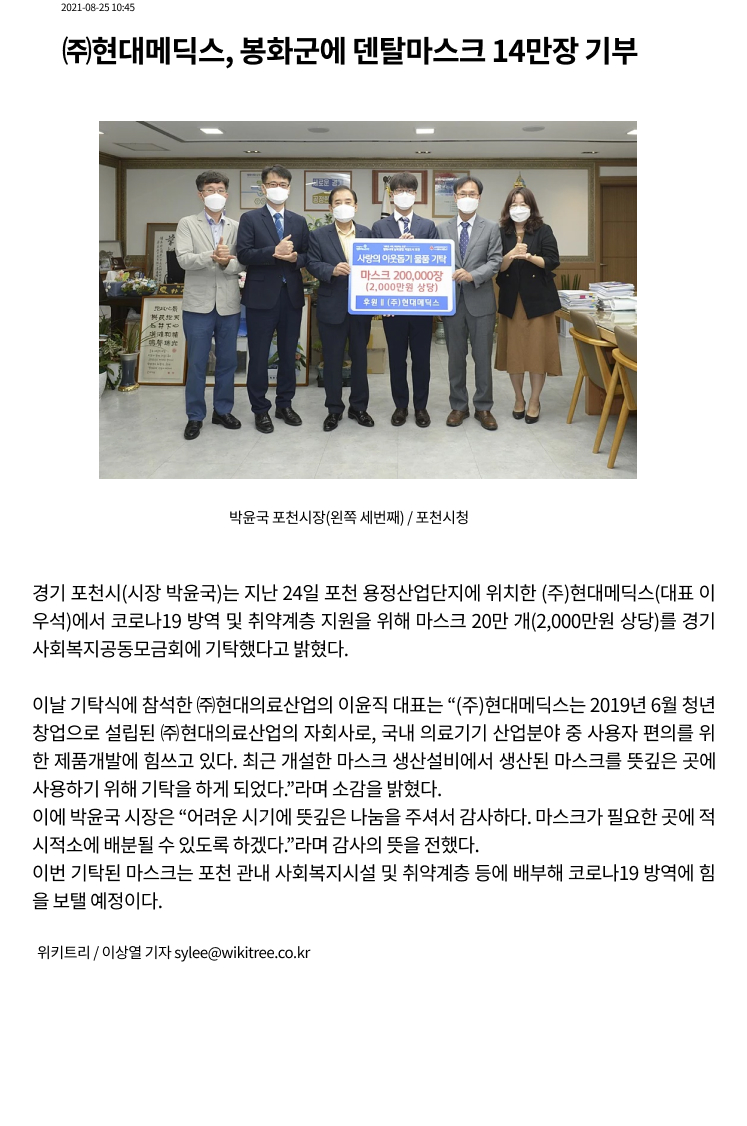 2021-08-25 10:45
㈜현대메딕스, 봉화군에 덴탈마스크 14만장 기부
사랑의 이웃돕기 물품 기탁
마스크 200,000장
(2,000만원 상당)
후원 || (주)현대메딕스
박윤국 포천시장(왼쪽 세번째) / 포천시청
경기 포천시(시장 박윤국)는 지난 24일 포천 용정산업단지에 위치한 (주)현대메딕스(대표 이
우석)에서 코로나19 방역 및 취약계층 지원을 위해 마스크 20만 개(2,000만원 상당)를 경기
사회복지공동모금회에 기탁했다고 밝혔다.
이날 기탁식에 참석한 ㈜현대의료산업의 이윤직 대표는 “(주)현대메딕스는 2019년 6월 청년
창업으로 설립된 ㈜현대의료산업의 자회사로, 국내 의료기기 산업분야 중 사용자 편의를 위
한 제품개발에 힘쓰고 있다. 최근 개설한 마스크 생산설비에서 생산된 마스크를 뜻깊은 곳에
사용하기 위해 기탁을 하게 되었다.”라며 소감을 밝혔다.
이에 박윤국 시장은 “어려운 시기에 뜻깊은 나눔을 주셔서 감사하다. 마스크가 필요한 곳에 적
시적소에 배분될 수 있도록 하겠다.”라며 감사의 뜻을 전했다.
이번 기탁된 마스크는 포천 관내 사회복지시설 및 취약계층 등에 배부해 코로나19 방역에 힘
을 보탤 예정이다.
위키트리 / 이상열 기자 sylee@wikitree.co.kr